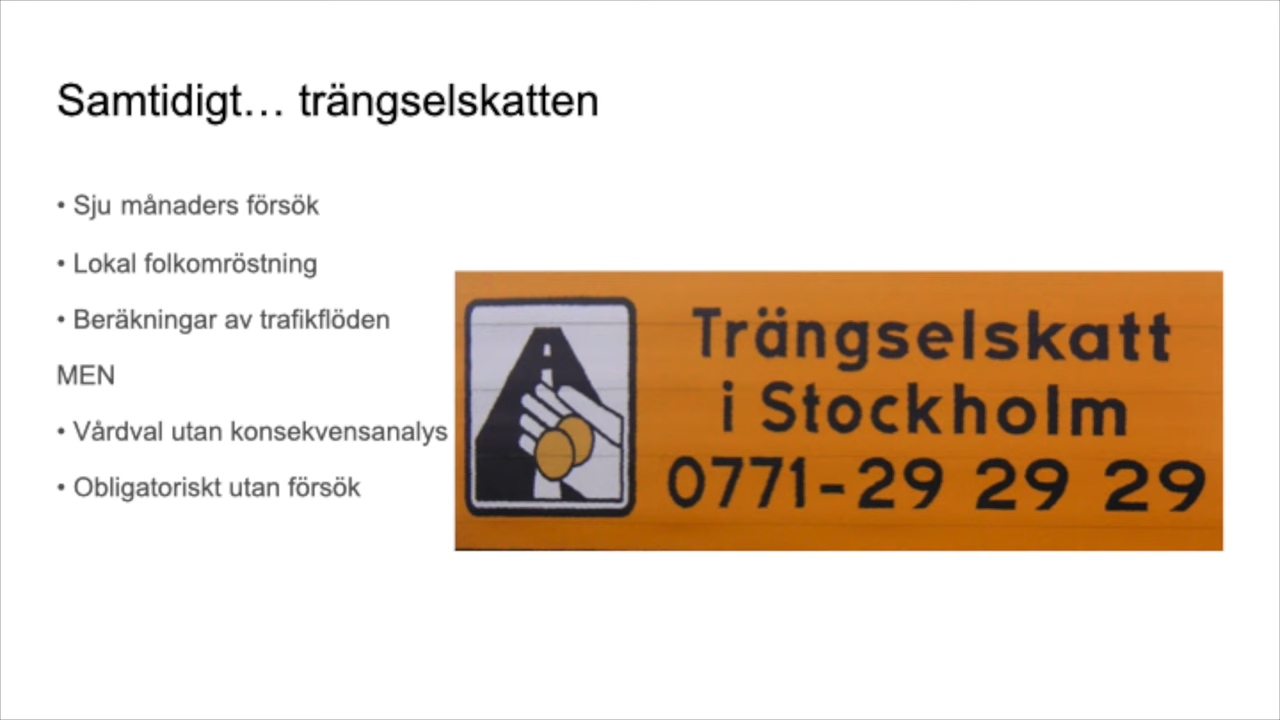 Samtidigt… trängselskatten
• Sju månaders försök
• Lokal folkomröstning
• Beräkningar av trafikflöden
MEN
• Vårdval utan konsekvensanalys
• Obligatoriskt utan försök
Trängselskatt
i Stockholm
0771-29 29 29